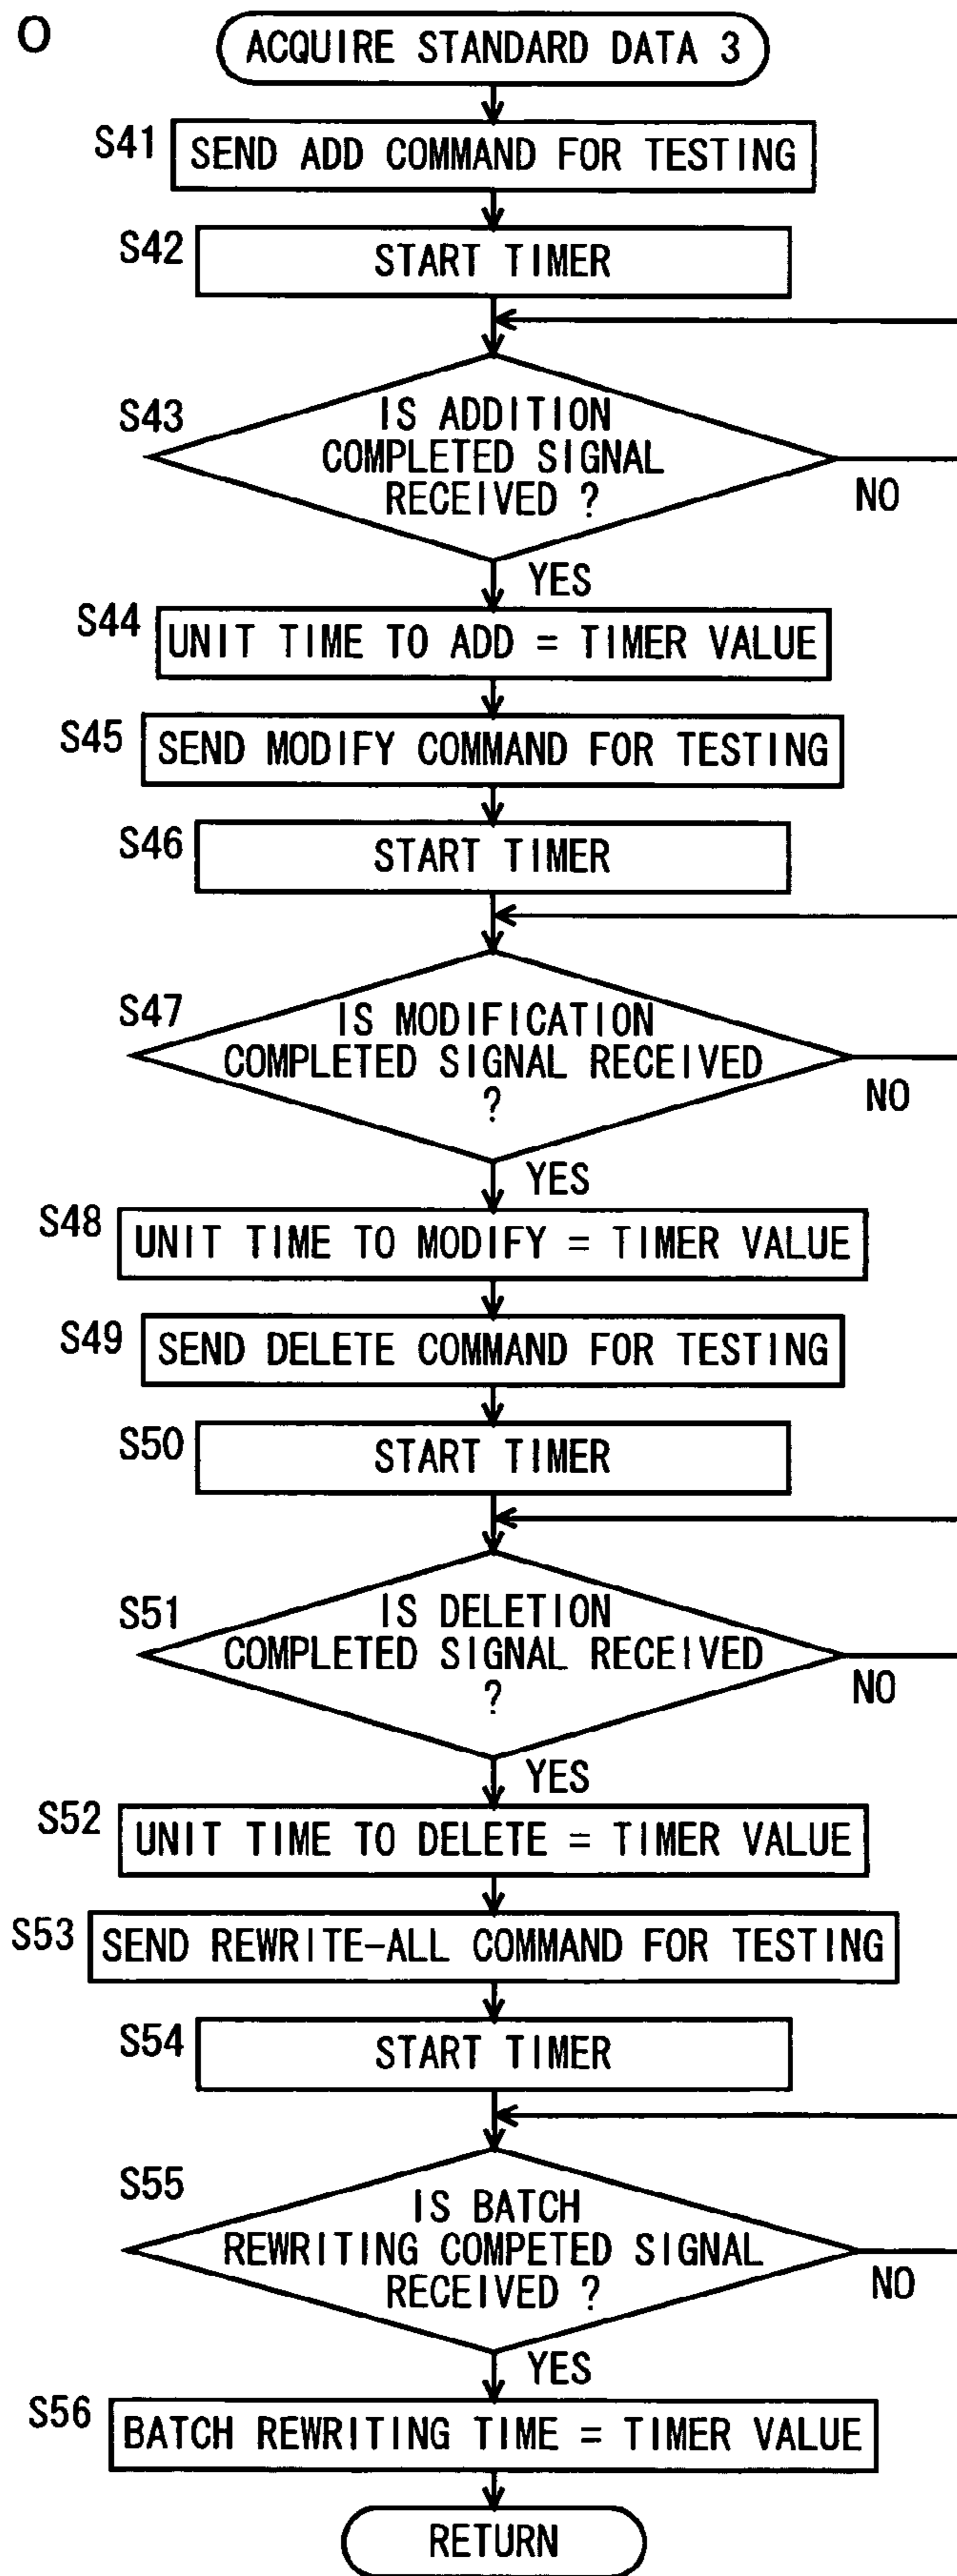 O
ACQUIRE STANDARD DATA 3
S41
SEND ADD COMMAND FOR TESTING
S42
START TIMER
S43
IS ADDITION
COMPLETED SIGNAL
RECEIVED ?
NO
YES
S44
UNIT TIME TO ADD = TIMER VALUE
S45
SEND MODIFY COMMAND FOR TESTING
S46
START TIMER
S47
IS MODIFICATION
COMPLETED SIGNAL RECEIVED
?
NO
YES
S48
UNIT TIME TO MODIFY = TIMER VALUE
S49
SEND DELETE COMMAND FOR TESTING
S50
START TIMER
S51
IS DELETION
COMPLETED SIGNAL RECEIVED
?
NO
YES
S52
UNIT TIME TO DELETE = TIMER VALUE
S53
SEND REWRITE-ALL COMMAND FOR TESTING
S54
START TIMER
S55
IS BATCH
REWRITING COMPETED SIGNAL
RECEIVED ?
NO
YES
S56
BATCH REWRITING TIME = TIMER VALUE
RETURN